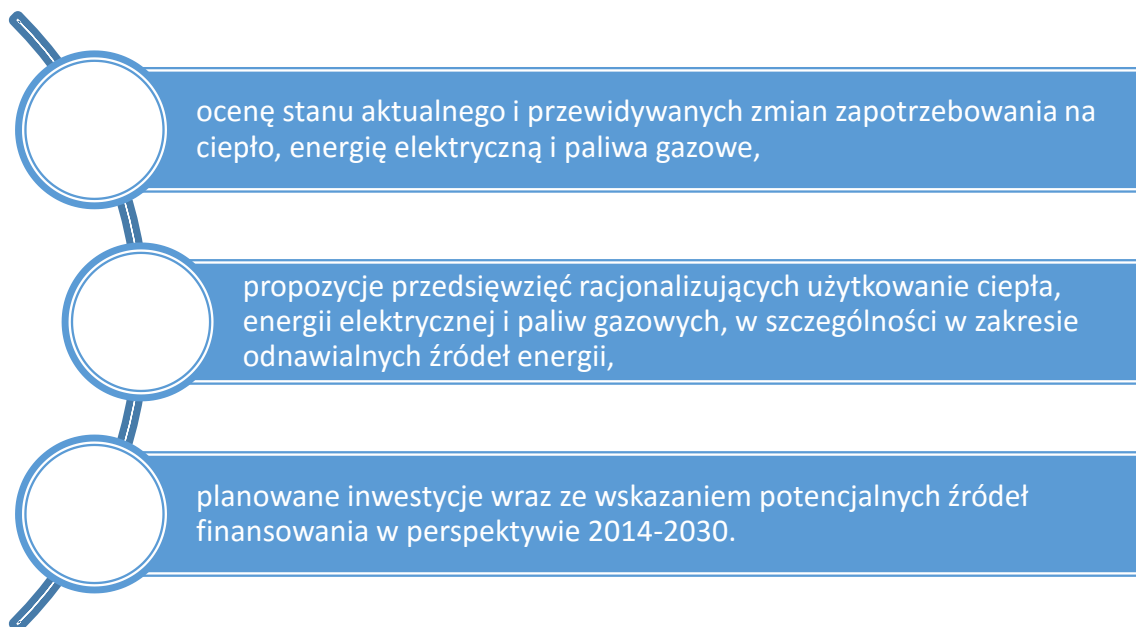 ocenę stanu aktualnego i przewidywanych zmian zapotrzebowania na
ciepło, energię elektryczną i paliwa gazowe,
propozycje przedsięwzięć racjonalizujących użytkowanie ciepła,
energii elektrycznej i paliw gazowych, w szczególności w zakresie
odnawialnych źródeł energii,
planowane inwestycje wraz ze wskazaniem potencjalnych źródeł
finansowania w perspektywie 2014-2030.